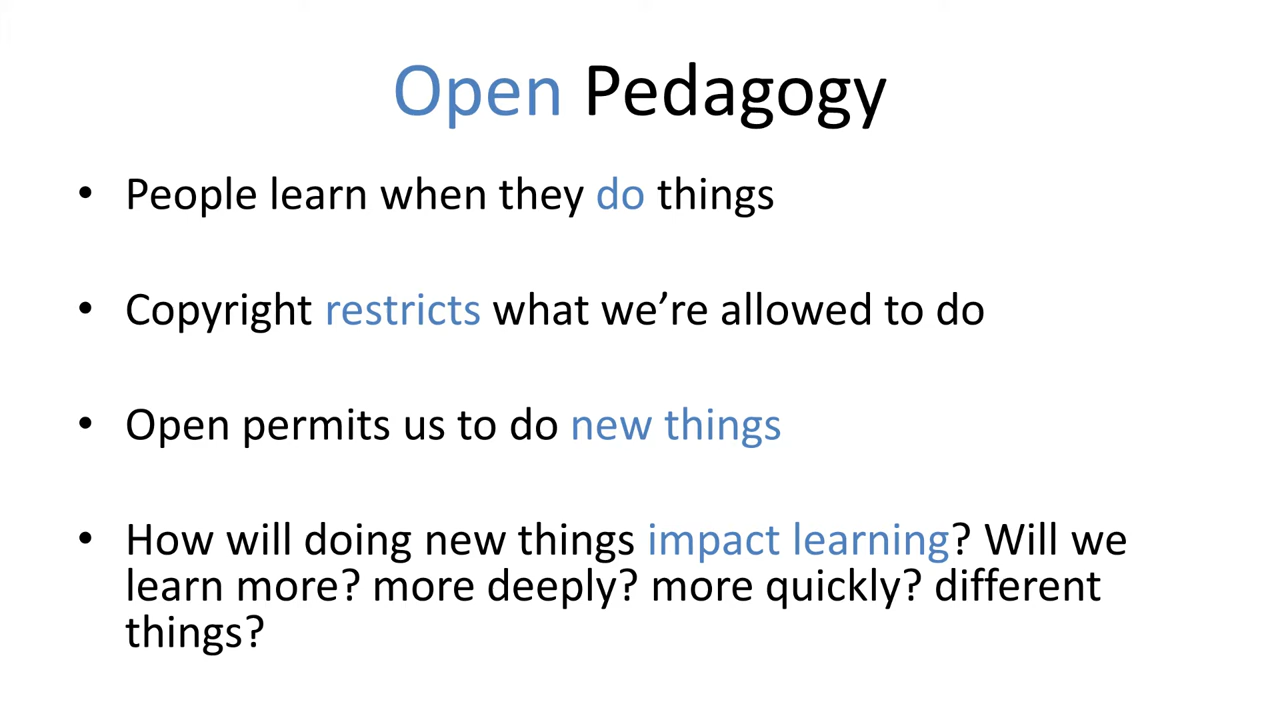 Open Pedagogy
• People learn when they do things
• Copyright restricts what we’re allowed to do
• Open permits us to do new things
• How will doing new things impact learning? Will we
learn more? more deeply? more quickly? different
things?